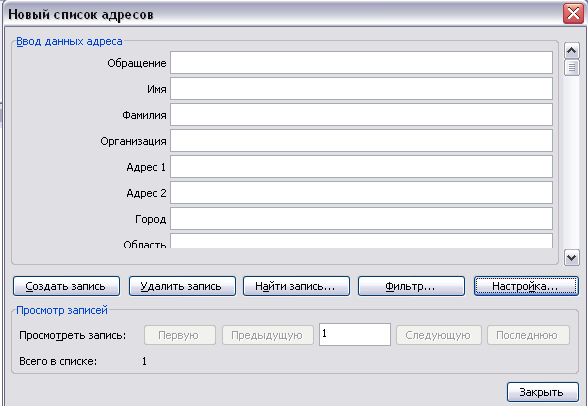 Новый список адресов
Ввод данных адреса
Обращение
Имя
Фамилия
Организация
Адрес 1
Адрес 2
Город
Область
Создать запись Удалить запись Найти запись... Фильтр... Настройка...
Просмотр записей
Просмотреть запись: Первую Предыдущую 1 Следующую Последнюю
Всего в списке: 1
Закрыть